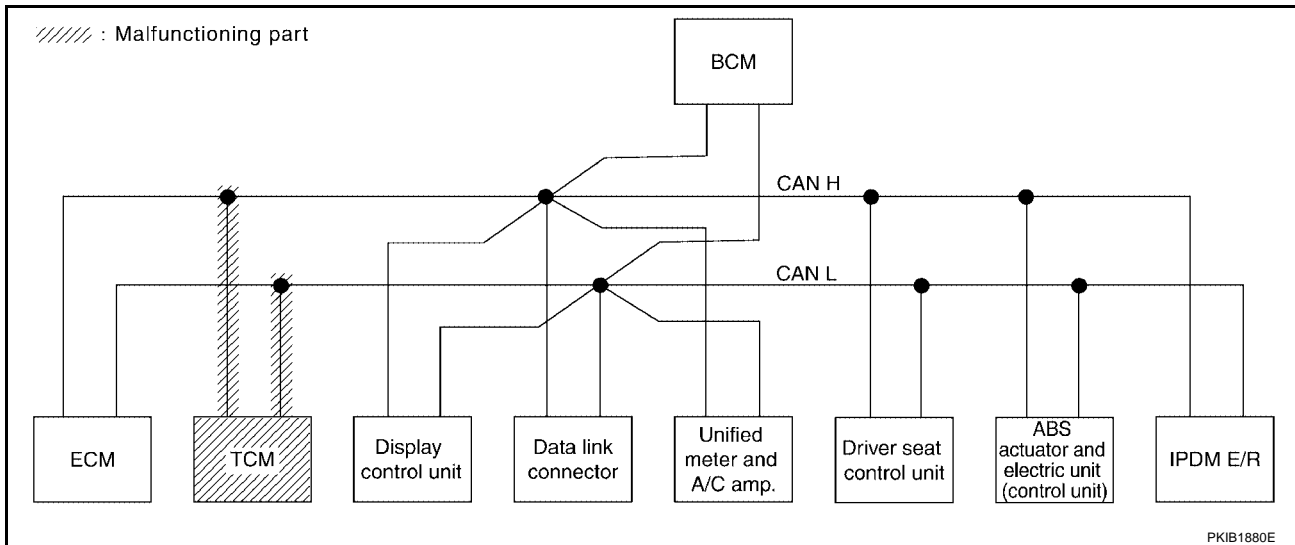 : Malfunctioning part
BCM
CAN H
CAN L
ECM
TCM
Display
control unit
Data link
connector
Unified
meter and
A/C amp.
Driver seat
control unit
ABS
actuator and
electric unit
(control unit)
IPDM E/R
PKIB1880E